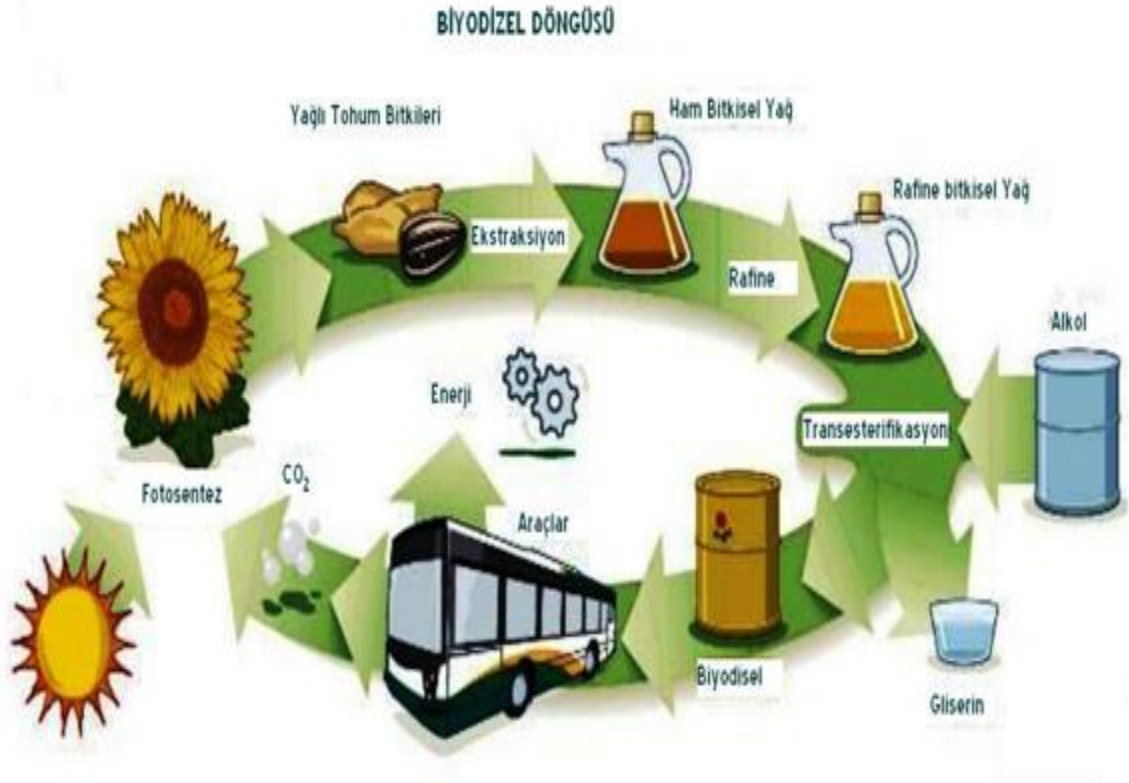 BİYODİZEL DÖNGÜSÜ
Yağlı Tohum Bitkileri
Ham Bitkisel Yağ
Rafine bitkisel Yağ
Ekstraksiyon
Rafine
Alkol
Enerji
Transesterifikasyon
CO₂
Fotosentez
Araçlar
Biyodisel
Gliserin